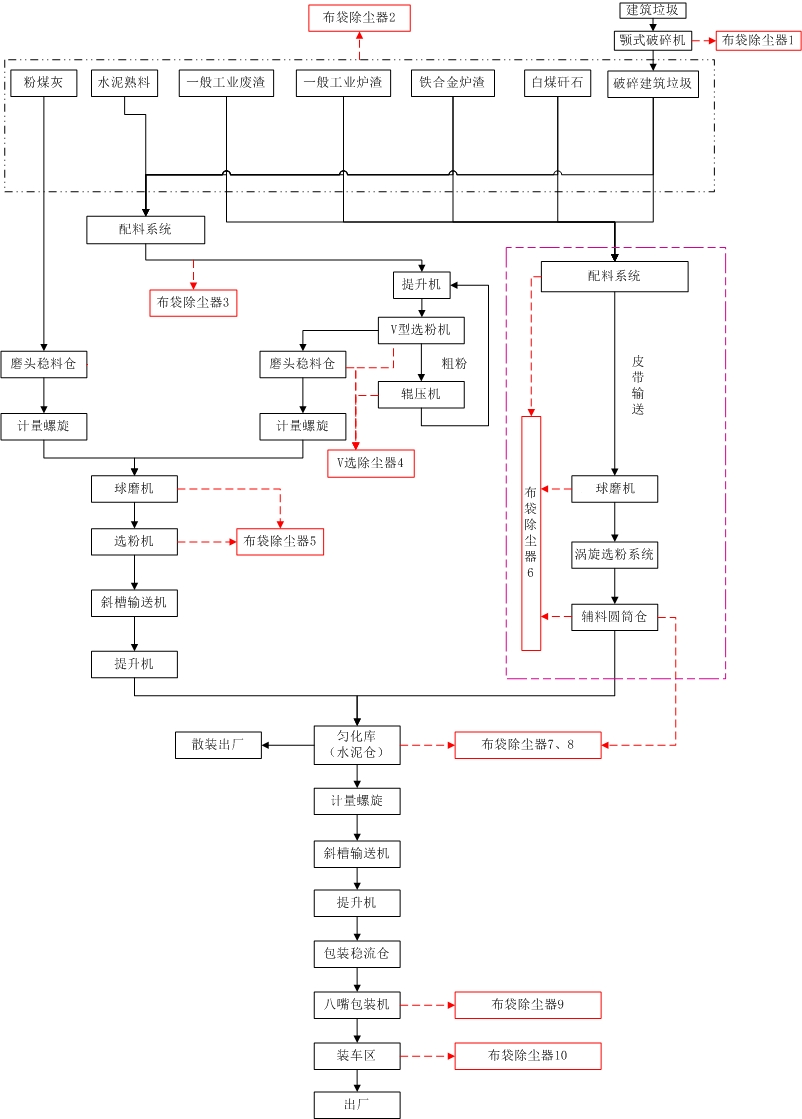 建筑垃圾
布袋除尘器2
颚式破碎机
布袋除尘器1
粉煤灰
水泥熟料
一般工业废渣
一般工业炉渣
铁合金炉渣
白煤矸石
破碎建筑垃圾
配料系统
布袋除尘器3
提升机
配料系统
V型选粉机
磨头稳料仓
磨头稳料仓
粗粉
皮带输送
辊压机
计量螺旋
计量螺旋
V选除尘器4
球磨机
布袋除尘器6
球磨机
选粉机
布袋除尘器5
涡旋选粉系统
斜槽输送机
辅料圆筒仓
提升机
散装出厂
匀化库
（水泥仓）
布袋除尘器7、8
计量螺旋
斜槽输送机
提升机
包装稳流仓
八嘴包装机
布袋除尘器9
装车区
布袋除尘器10
出厂